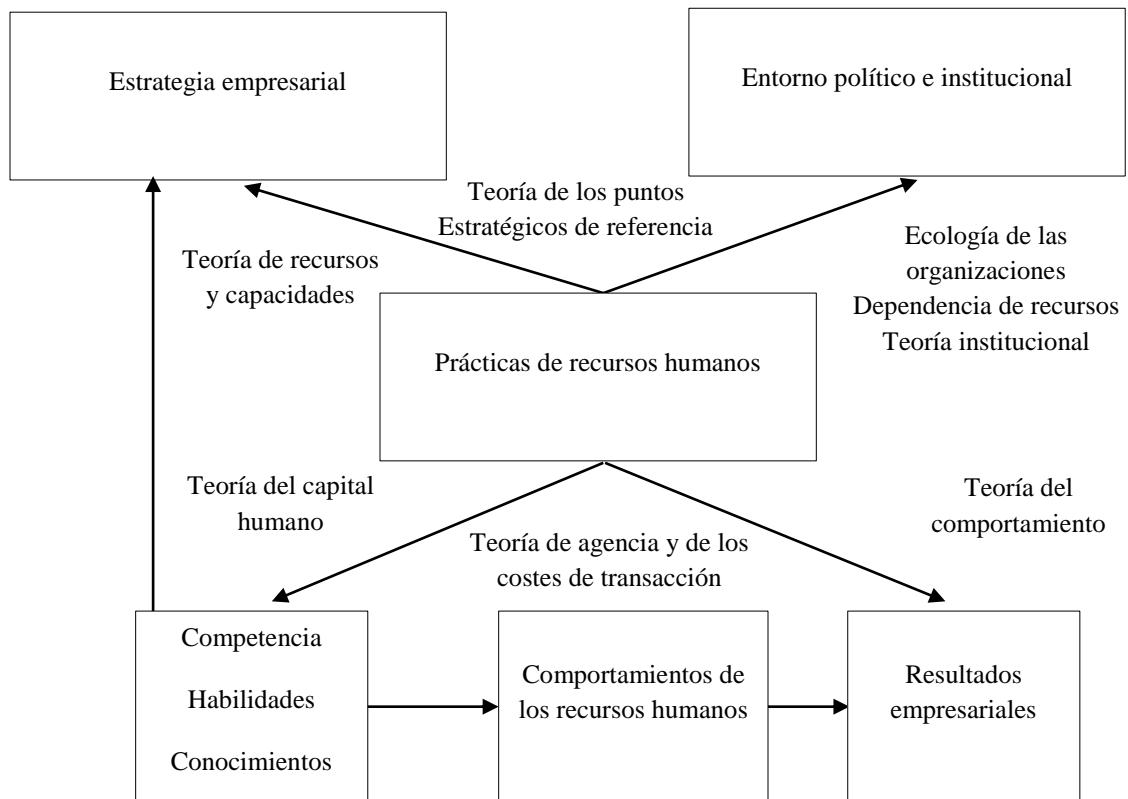 Estrategia empresarial
Entorno político e institucional
Teoría de los puntos
Estratégicos de referencia
Teoría de recursos
y capacidades
Ecología de las
organizaciones
Dependencia de recursos
Teoría institucional
Prácticas de recursos humanos
Teoría del capital
humano
Teoría de agencia y de los
costes de transacción
Teoría del
comportamiento
Competencia
Habilidades
Conocimientos
Comportamientos de
los recursos humanos
Resultados
empresariales